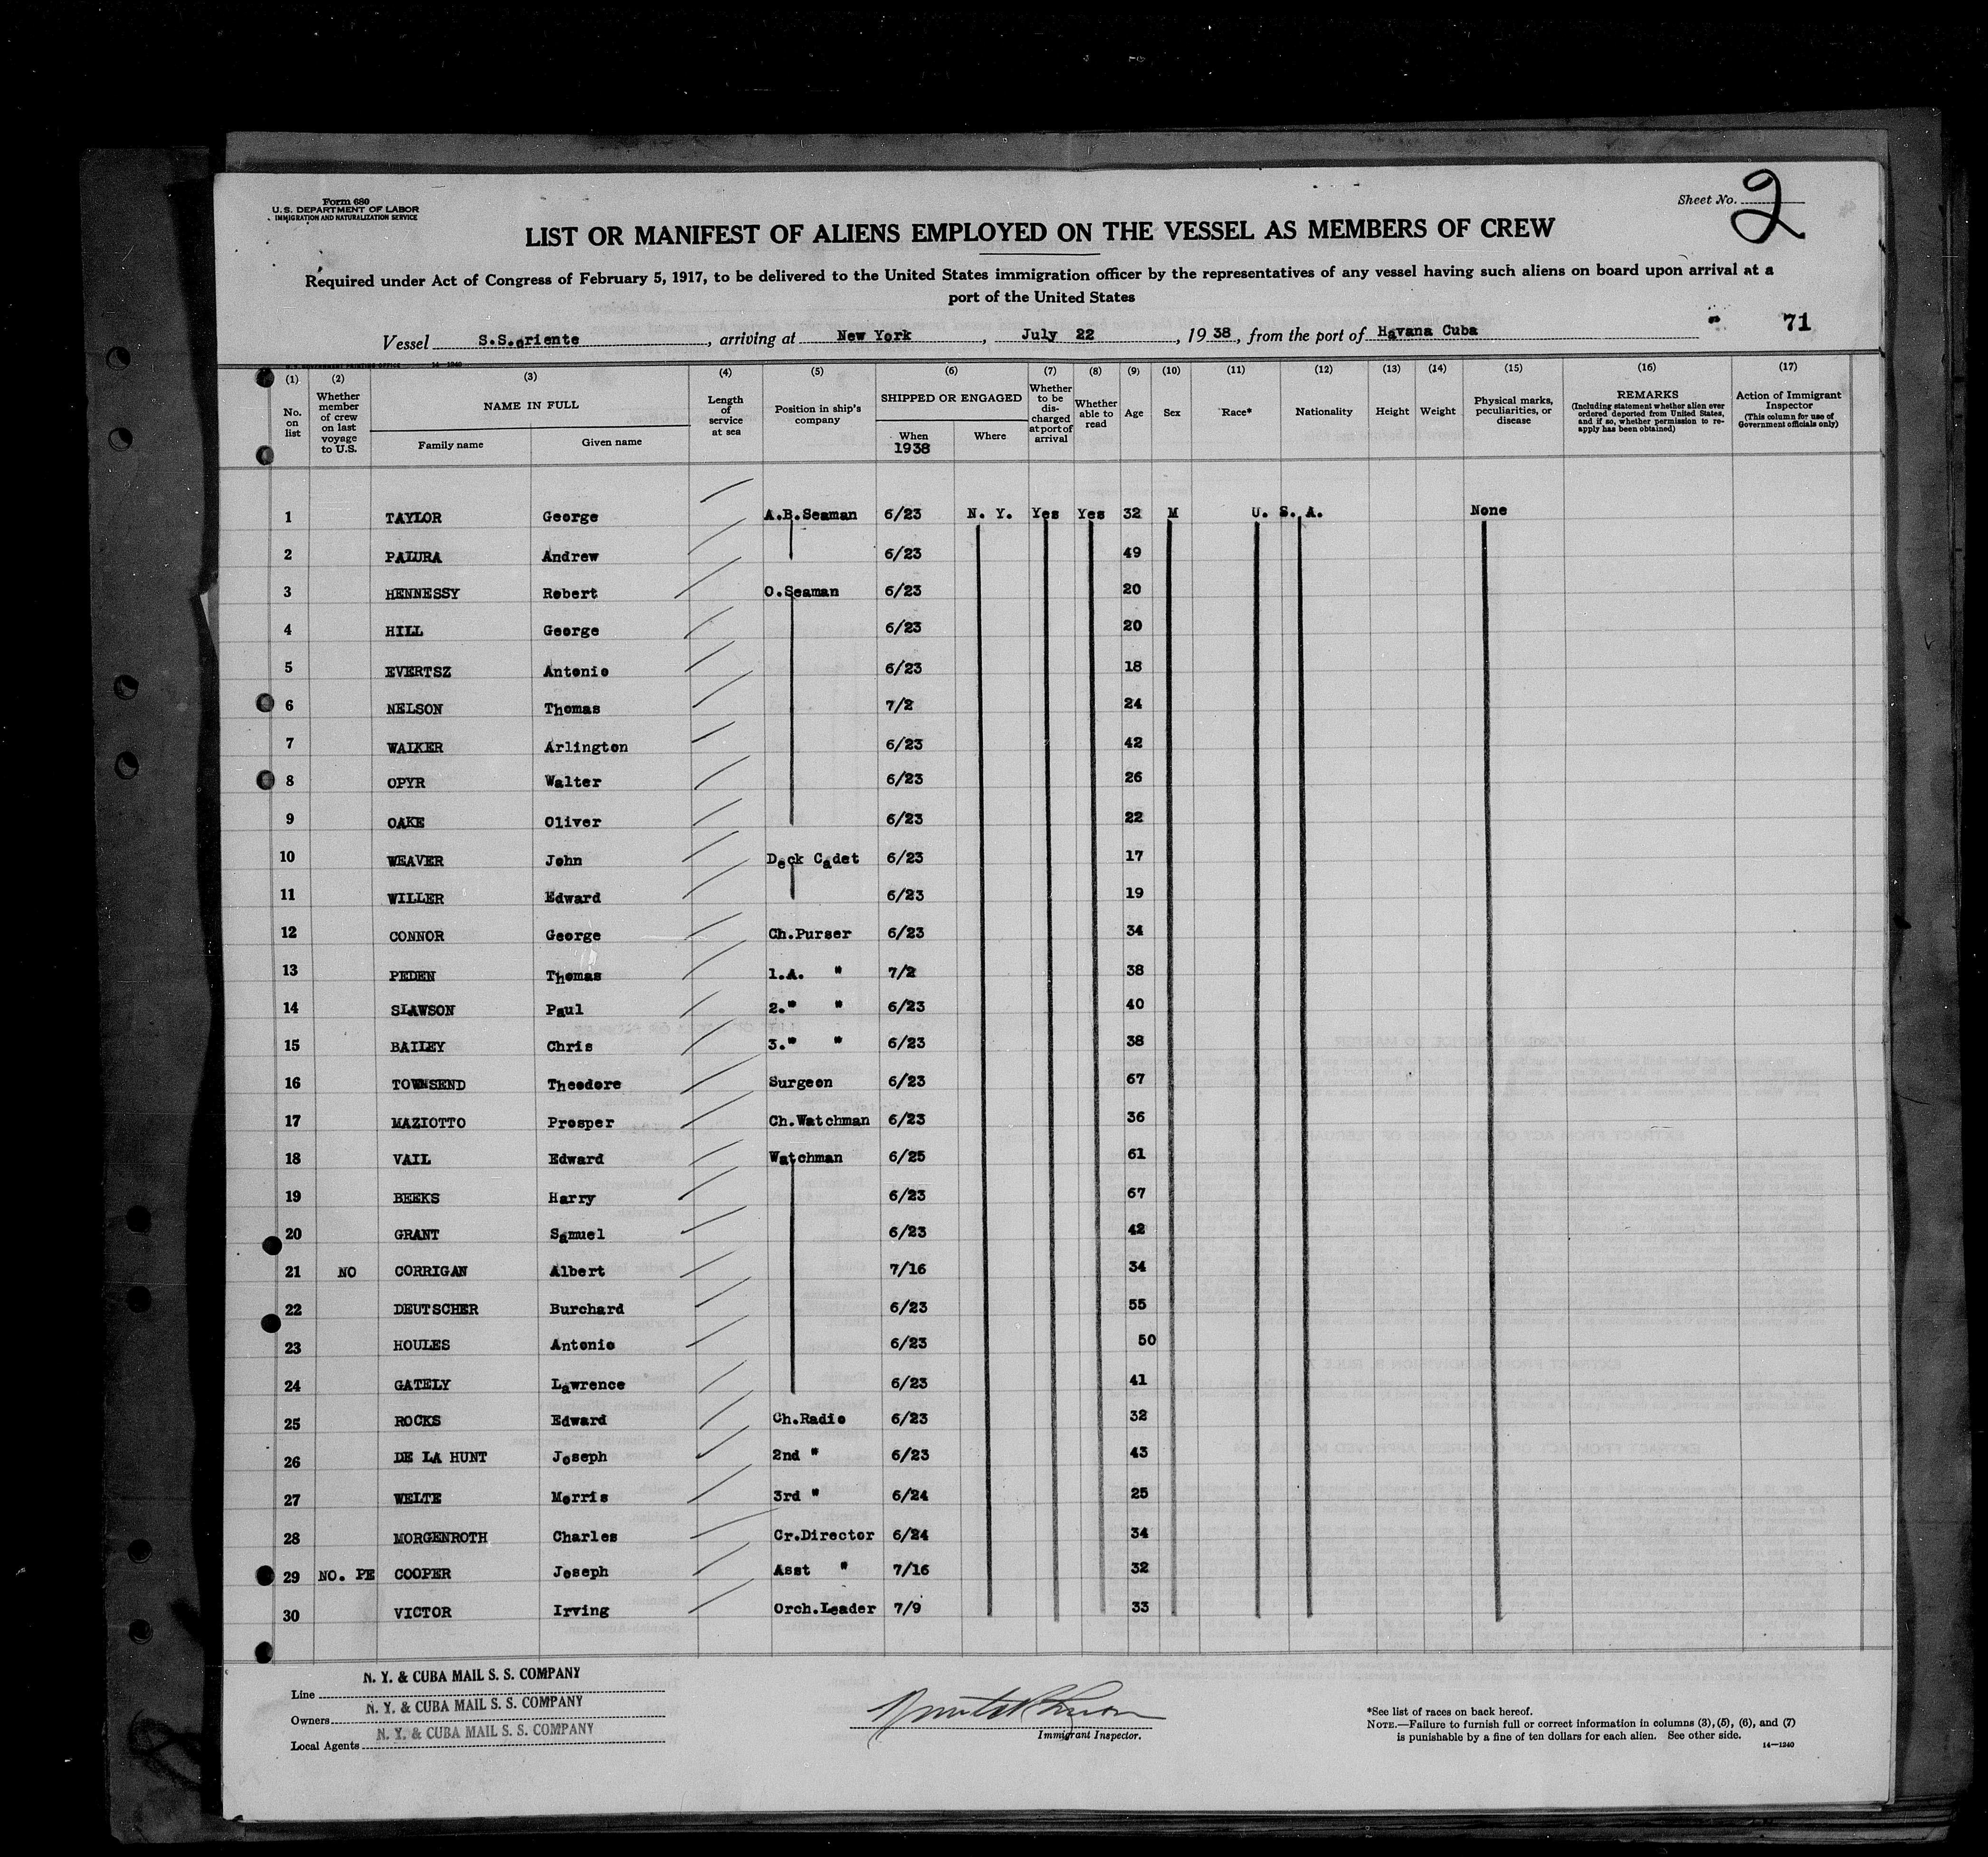 Form 680
U.S. DEPARTMENT OF LABOR
IMMIGRATION AND NATURALIZATION SERVICE
Sheet No. 2
LIST OR MANIFEST OF ALIENS EMPLOYED ON THE VESSEL AS MEMBERS OF CREW
Required under Act of Congress of February 5, 1917, to be delivered to the United States immigration officer by the representatives of any vessel having such aliens on board upon arrival at a
port of the United States
71
Vessel S.S.oriente, arriving at New York, July 22, 1938, from the port of Havana Cuba
U. S. GOVERNMENT PRINTING OFFICE 14—1240
(1) (2) (3) (4) (5) (6) (7) (8) (9) (10) (11) (12) (13) (14) (15) (16) (17)
No. on list
Whether member of crew on last voyage to U.S.
NAME IN FULL
Family name
Given name
Length of service at sea
Position in ship's company
SHIPPED OR ENGAGED
When 1938
Where
Whether to be discharged at port of arrival
Whether able to read
Age
Sex
Race*
Nationality
Height
Weight
Physical marks, peculiarities, or disease
REMARKS
(Including statement whether alien ever ordered deported from United States, and if so, whether permission to reapply has been obtained)
Action of Immigrant Inspector
(This column for use of Government officials only)
1 TAYLOR George A.B.Seaman 6/23 N. Y. Yes Yes 32 M U. S. A. None
2 PALURA Andrew 6/23 49
3 HENNESSY Robert O.Seaman 6/23 20
4 HILL George 6/23 20
5 EVERTSZ Antonio 6/23 18
6 NELSON Thomas 7/2 24
7 WALKER Arlington 6/23 42
8 OPYR Walter 6/23 26
9 OAKE Oliver 6/23 22
10 WEAVER John Deck Cadet 6/23 17
11 WILLER Edward 6/23 19
12 CONNOR George Ch.Purser 6/23 34
13 PEDEN Thomas 1.A. " 7/2 38
14 SLAWSON Paul 2." " 6/23 40
15 BAILEY Chris 3." " 6/23 38
16 TOWNSEND Theodore Surgeon 6/23 67
17 MAZIOTTO Prosper Ch.Watchman 6/23 36
18 VAIL Edward Watchman 6/25 61
19 BEEKS Harry 6/23 67
20 GRANT Samuel 6/23 42
21 NO CORRIGAN Albert 7/16 34
22 DEUTSCHER Burchard 6/23 55
23 HOULES Antonio 6/23 50
24 GATELY Lawrence 6/23 41
25 ROCKS Edward Ch.Radio 6/23 32
26 DE LA HUNT Joseph 2nd " 6/23 43
27 WELTE Morris 3rd " 6/24 25
28 MORGENROTH Charles Cr.Director 6/24 34
29 NO. PE COOPER Joseph Asst " 7/16 32
30 VICTOR Irving Orch.Leader 7/9 33
Line N. Y. & CUBA MAIL S. S. COMPANY
Owners N. Y. & CUBA MAIL S. S. COMPANY
Local Agents N. Y. & CUBA MAIL S. S. COMPANY
Immigrant Inspector.
*See list of races on back hereof.
NOTE.—Failure to furnish full or correct information in columns (3), (5), (6), and (7)
is punishable by a fine of ten dollars for each alien. See other side.
14—1240